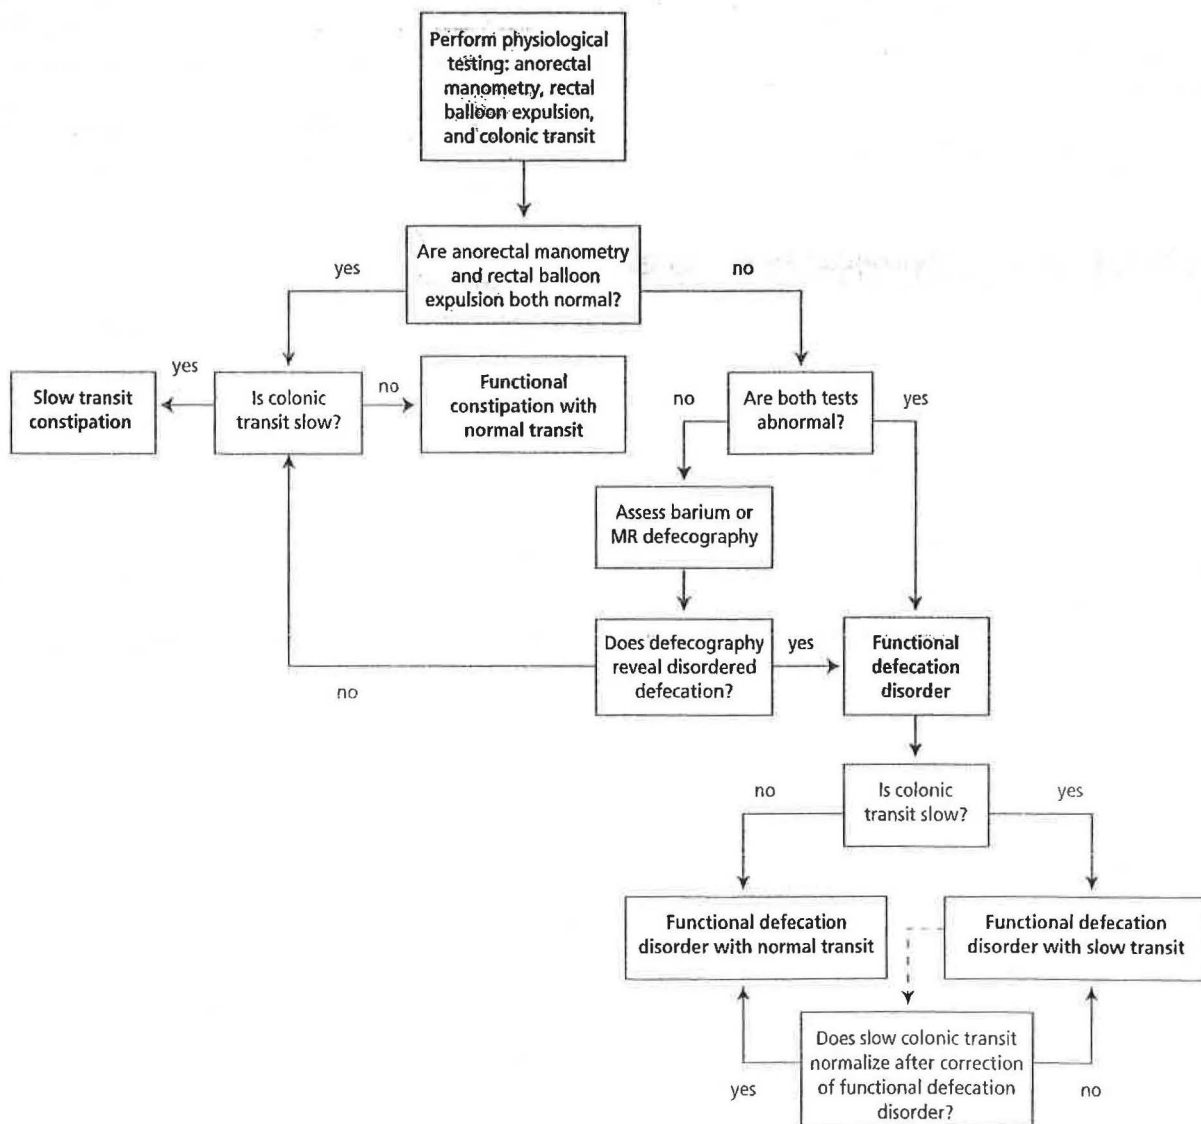 Perform physiological
testing: anorectal
manometry, rectal
balloon expulsion,
and colonic transit
Are anorectal manometry
and rectal balloon
expulsion both normal?
yes
no
Is colonic
transit slow?
yes
Slow transit
constipation
no
Functional
constipation with
normal transit
Are both tests
abnormal?
no
yes
Assess barium or
MR defecography
Does defecography
reveal disordered
defecation?
yes
no
Functional
defecation
disorder
Is colonic
transit slow?
no
yes
Functional defecation
disorder with normal transit
Functional defecation
disorder with slow transit
Does slow colonic transit
normalize after correction
of functional defecation
disorder?
yes
no